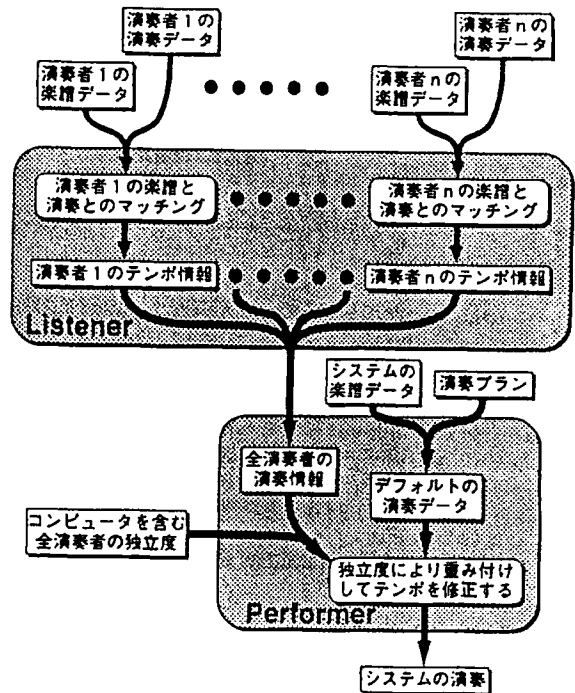 演奏者1の
演奏データ
演奏者1の
楽譜データ
演奏者nの
演奏データ
演奏者nの
楽譜データ
演奏者1の楽譜と
演奏とのマッチング
演奏者nの楽譜と
演奏とのマッチング
演奏者1のテンポ情報
演奏者nのテンポ情報
Listener
システムの
楽譜データ
演奏プラン
全演奏者の
演奏情報
デフォルトの
演奏データ
コンピュータを含む
全演奏者の独立度
独立度により重み付け
してテンポを修正する
Performer
システムの演奏